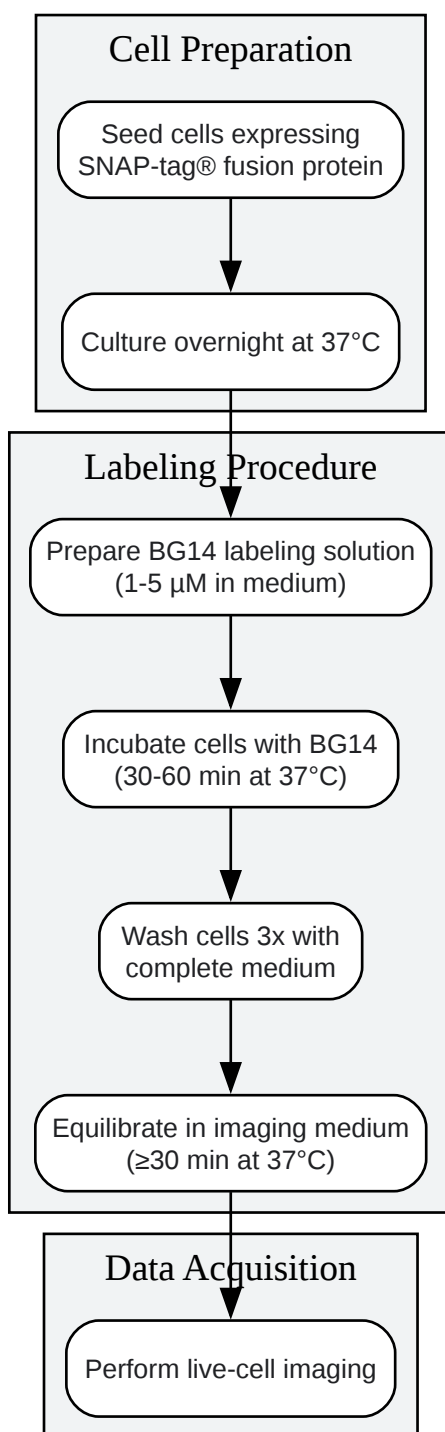 Cell Preparation
Seed cells expressing
SNAP-tag® fusion protein
Culture overnight at 37°C
Labeling Procedure
Prepare BG14 labeling solution
(1-5 µM in medium)
Incubate cells with BG14
(30-60 min at 37°C)
Wash cells 3x with
complete medium
Equilibrate in imaging medium
(≥30 min at 37°C)
Data Acquisition
Perform live-cell imaging